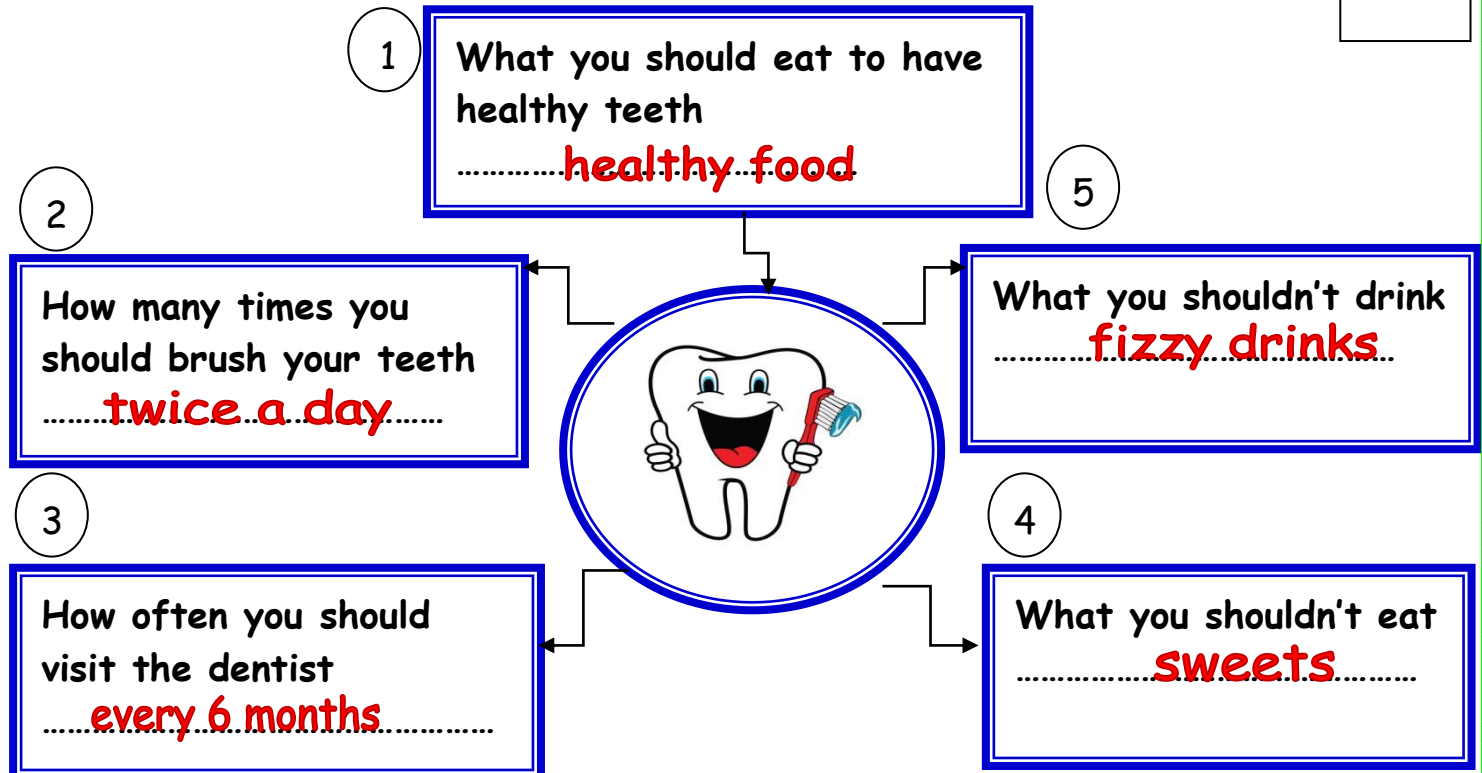 1
What you should eat to have
healthy teeth
……………healthy food……………
2
How many times you
should brush your teeth
………twice a day………
3
How often you should
visit the dentist
……every 6 months………………
4
What you shouldn't eat
………………sweets…………
5
What you shouldn't drink
…………fizzy drinks…